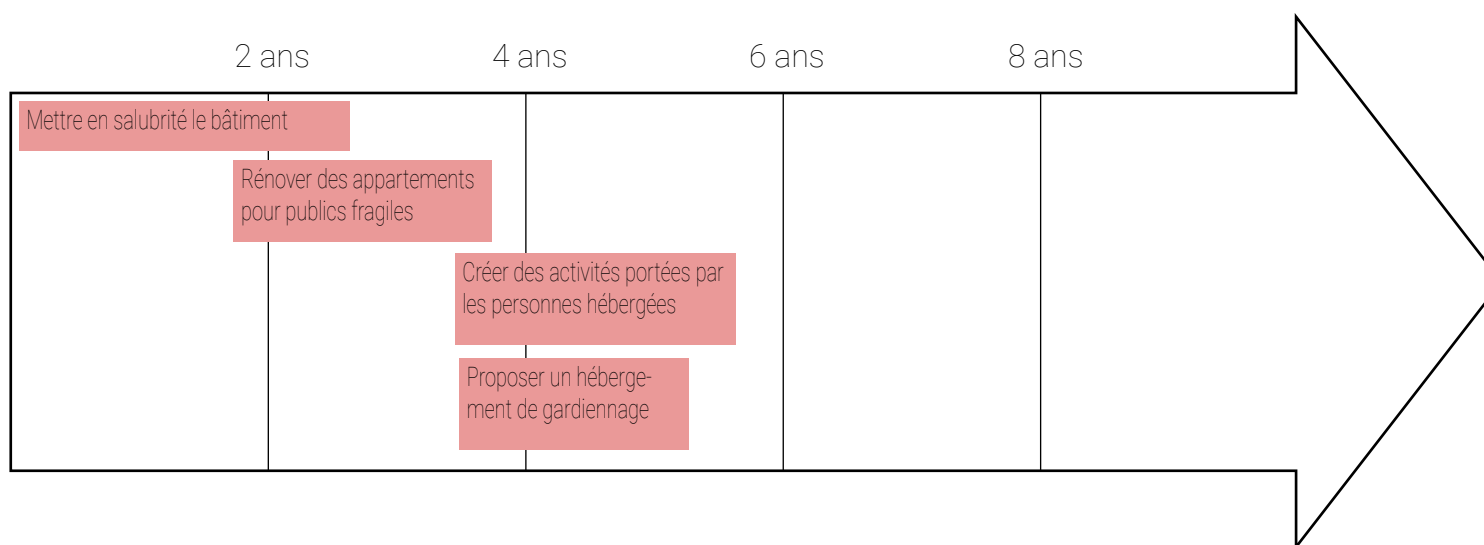 2 ans
4 ans
6 ans
8 ans
Mettre en salubrité le bâtiment
Rénover des appartements
pour publics fragiles
Créer des activités portées par
les personnes hébergées
Proposer un héberge-
ment de gardiennage